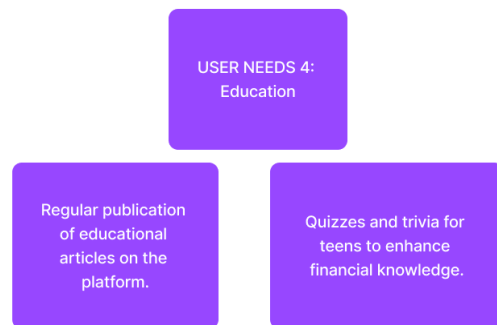 USER NEEDS 4:
Education
Regular publication
of educational
articles on the
platform.
Quizzes and trivia for
teens to enhance
financial knowledge.